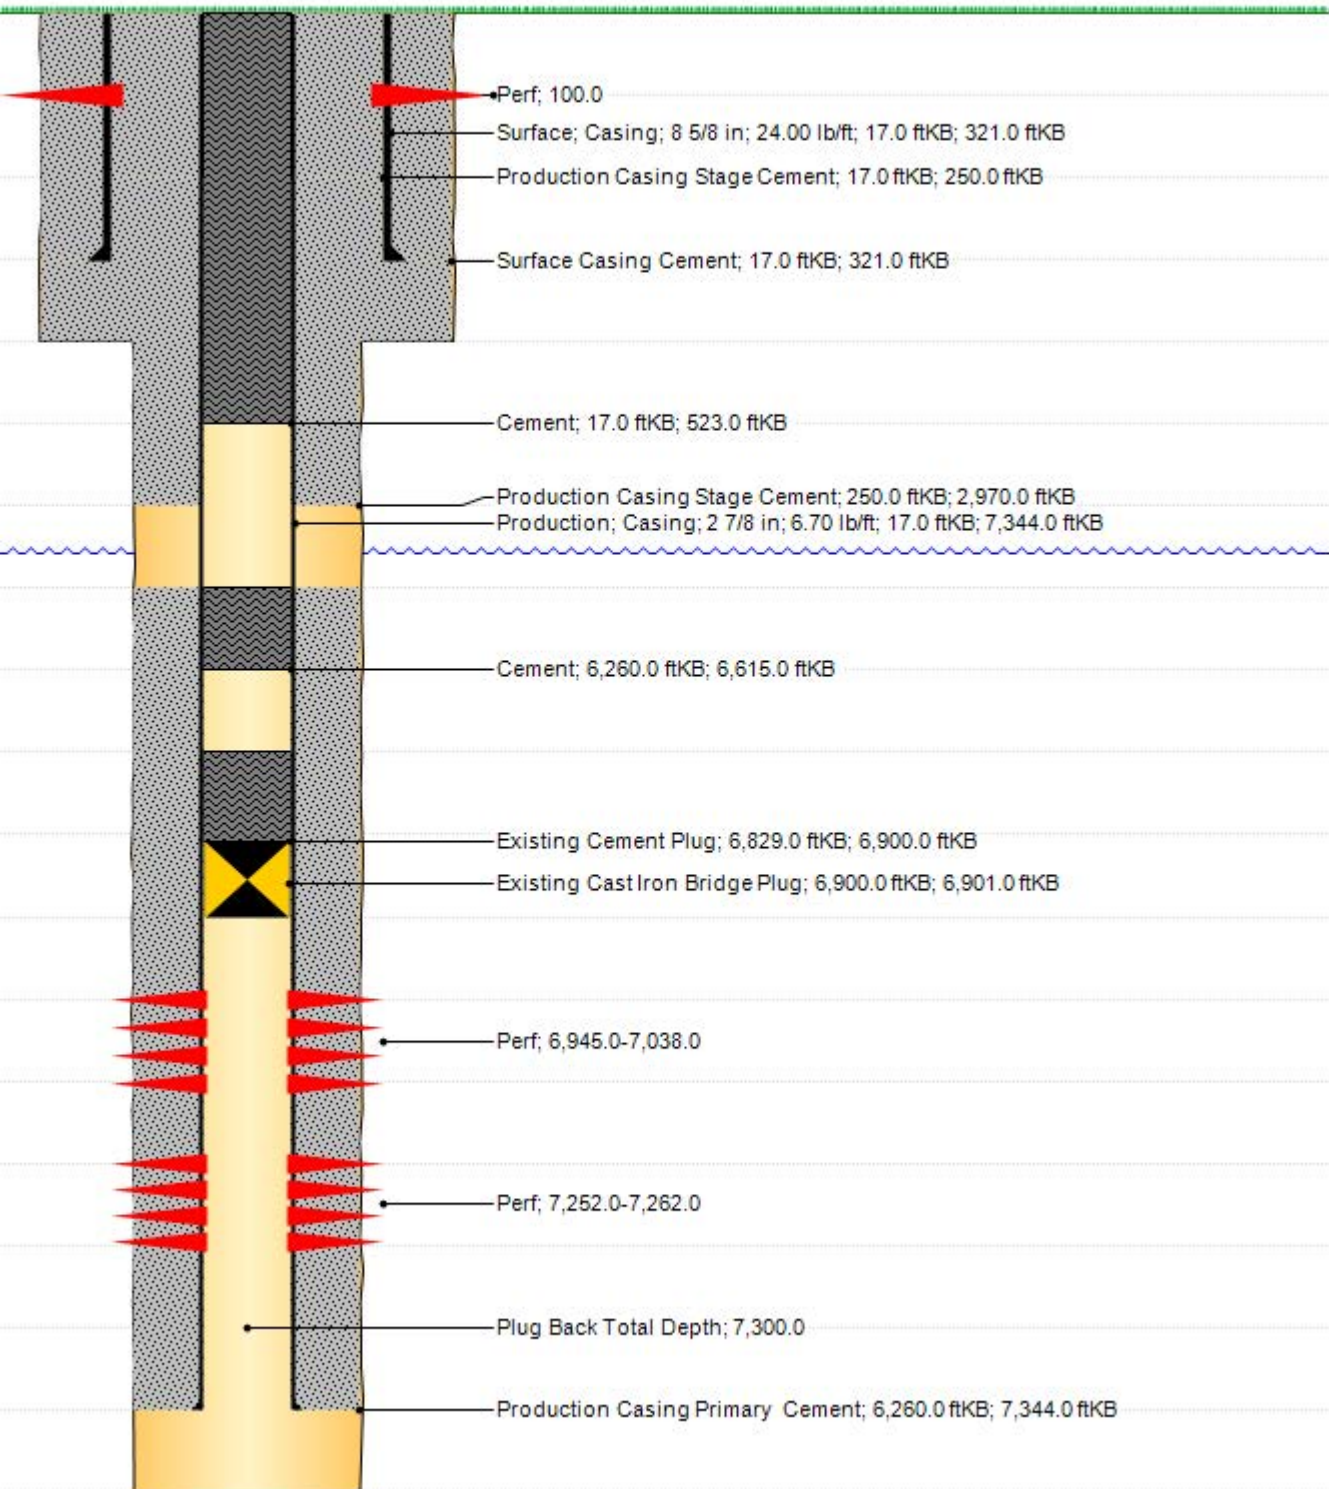 Perf; 100.0
Surface; Casing; 8 5/8 in; 24.00 lb/ft; 17.0 ftKB; 321.0 ftKB
Production Casing Stage Cement; 17.0 ftKB; 250.0 ftKB
Surface Casing Cement; 17.0 ftKB; 321.0 ftKB
Cement; 17.0 ftKB; 523.0 ftKB
Production Casing Stage Cement; 250.0 ftKB; 2,970.0 ftKB
Production; Casing; 2 7/8 in; 6.70 lb/ft; 17.0 ftKB; 7,344.0 ftKB
Cement; 6,260.0 ftKB; 6,615.0 ftKB
Existing Cement Plug; 6,829.0 ftKB; 6,900.0 ftKB
Existing Cast Iron Bridge Plug; 6,900.0 ftKB; 6,901.0 ftKB
Perf; 6,945.0-7,038.0
Perf; 7,252.0-7,262.0
Plug Back Total Depth; 7,300.0
Production Casing Primary Cement; 6,260.0 ftKB; 7,344.0 ftKB